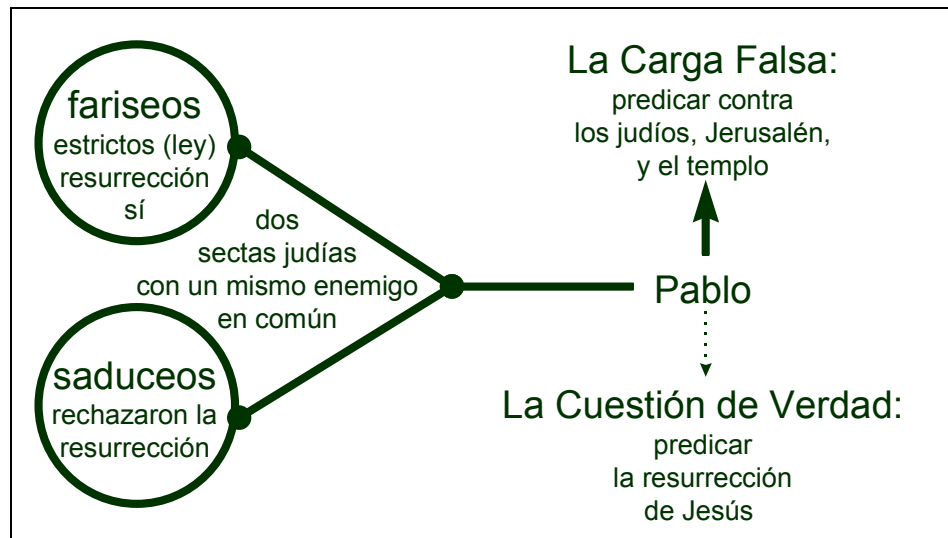 fariseos
estrictos (ley)
resurrección
sí
dos
sectas judías
con un mismo enemigo
en común
saduceos
rechazaron la
resurrección
La Carga Falsa:
predicar contra
los judíos, Jerusalén,
y el templo
Pablo
La Cuestión de Verdad:
predicar
la resurrección
de Jesús